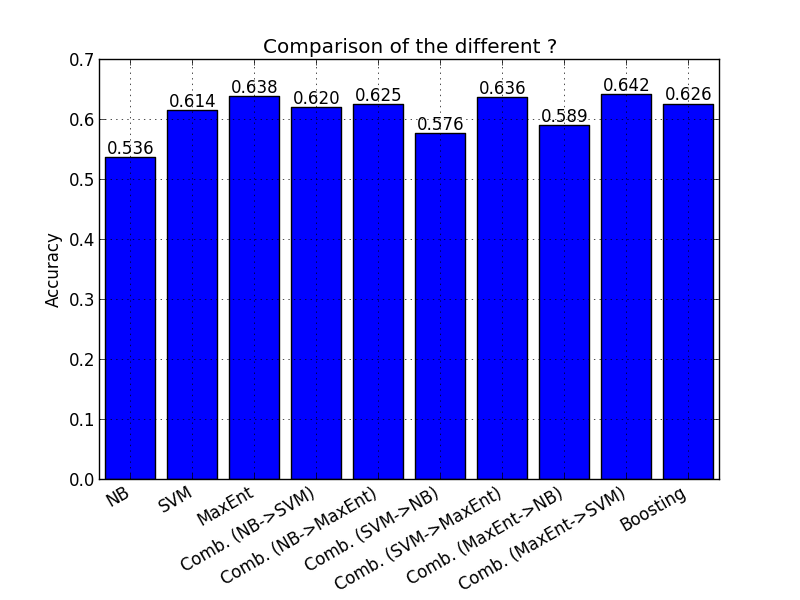 Comparison of the different ?
0.7
0.6
0.5
0.4
0.3
0.2
0.1
0.0
Accuracy
0.536
0.614
0.638
0.620
0.625
0.576
0.636
0.589
0.642
0.626
NB
SVM
MaxEnt
Comb. (NB->SVM)
Comb. (NB->MaxEnt)
Comb. (SVM->NB)
Comb. (SVM->MaxEnt)
Comb. (MaxEnt->NB)
Comb. (MaxEnt->SVM)
Boosting